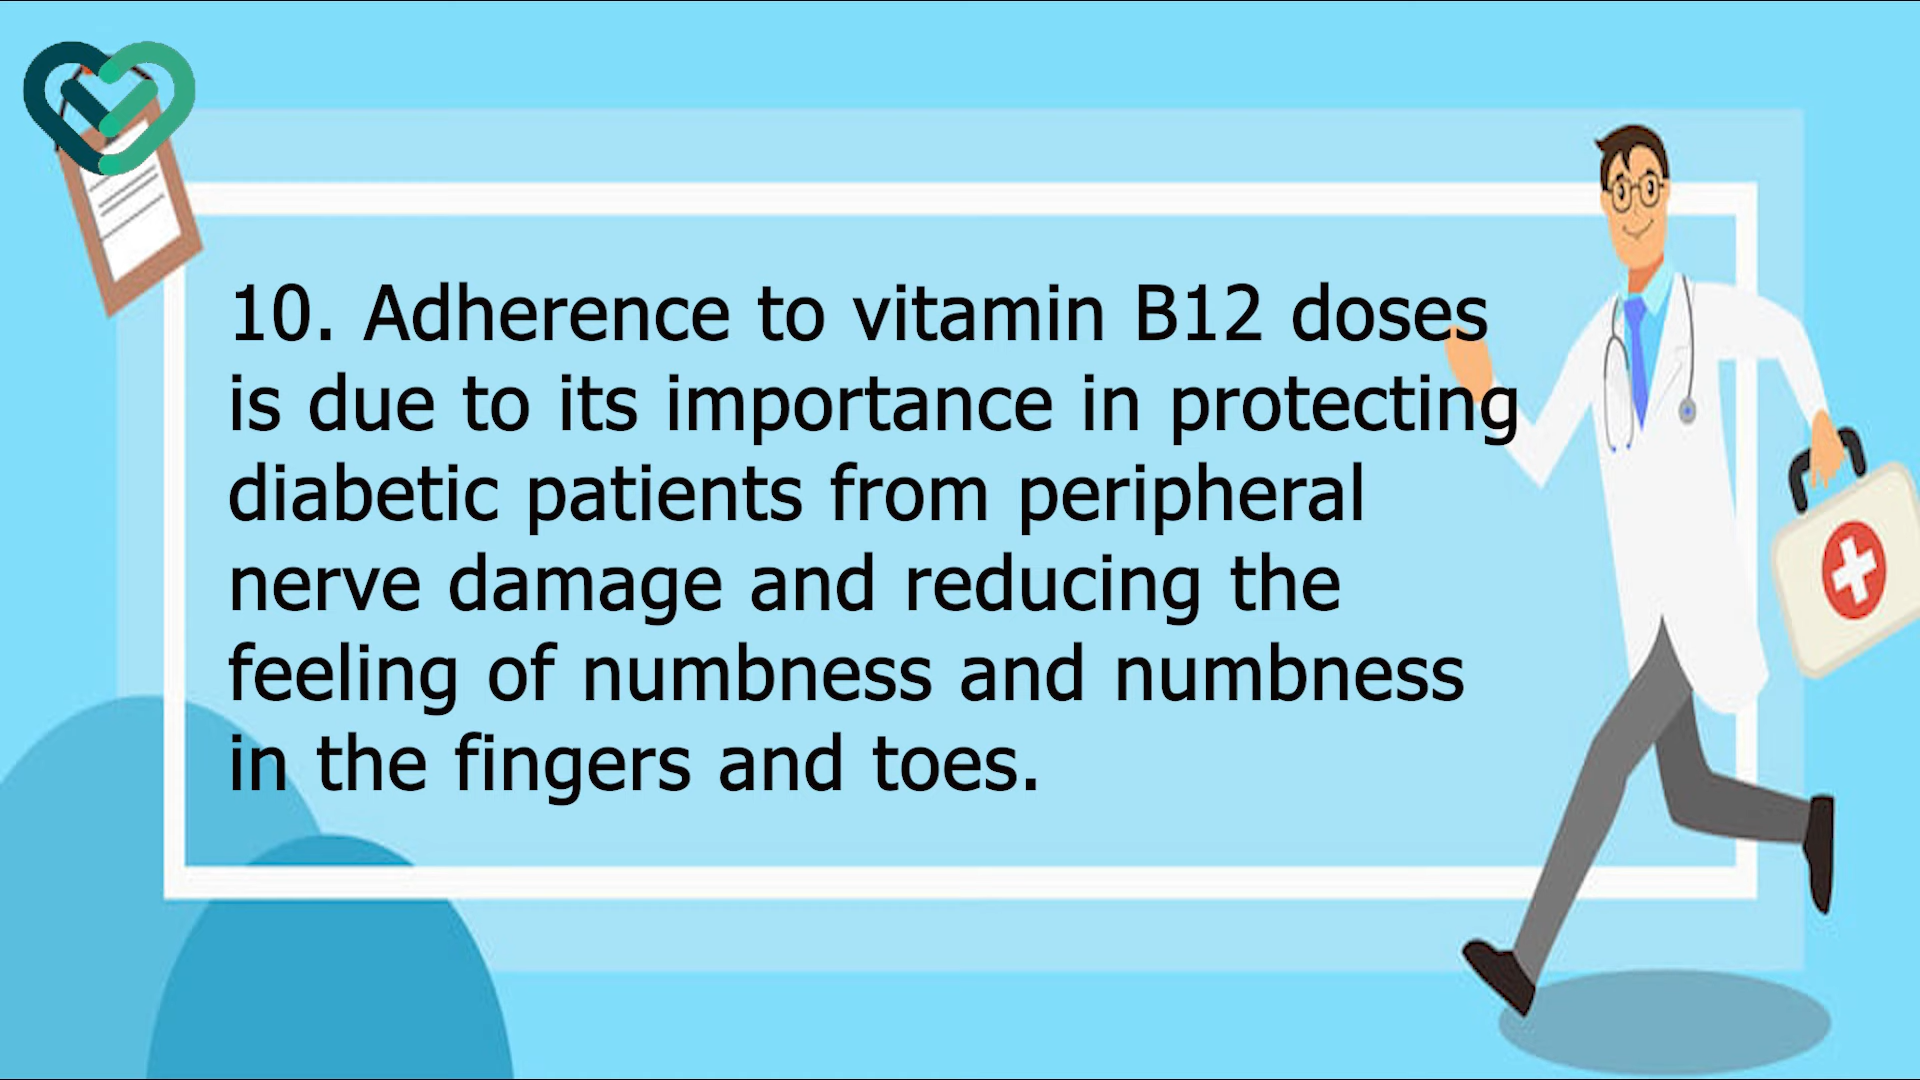 10. Adherence to vitamin B12 doses
is due to its importance in protecting
diabetic patients from peripheral
nerve damage and reducing the
feeling of numbness and numbness
in the fingers and toes.